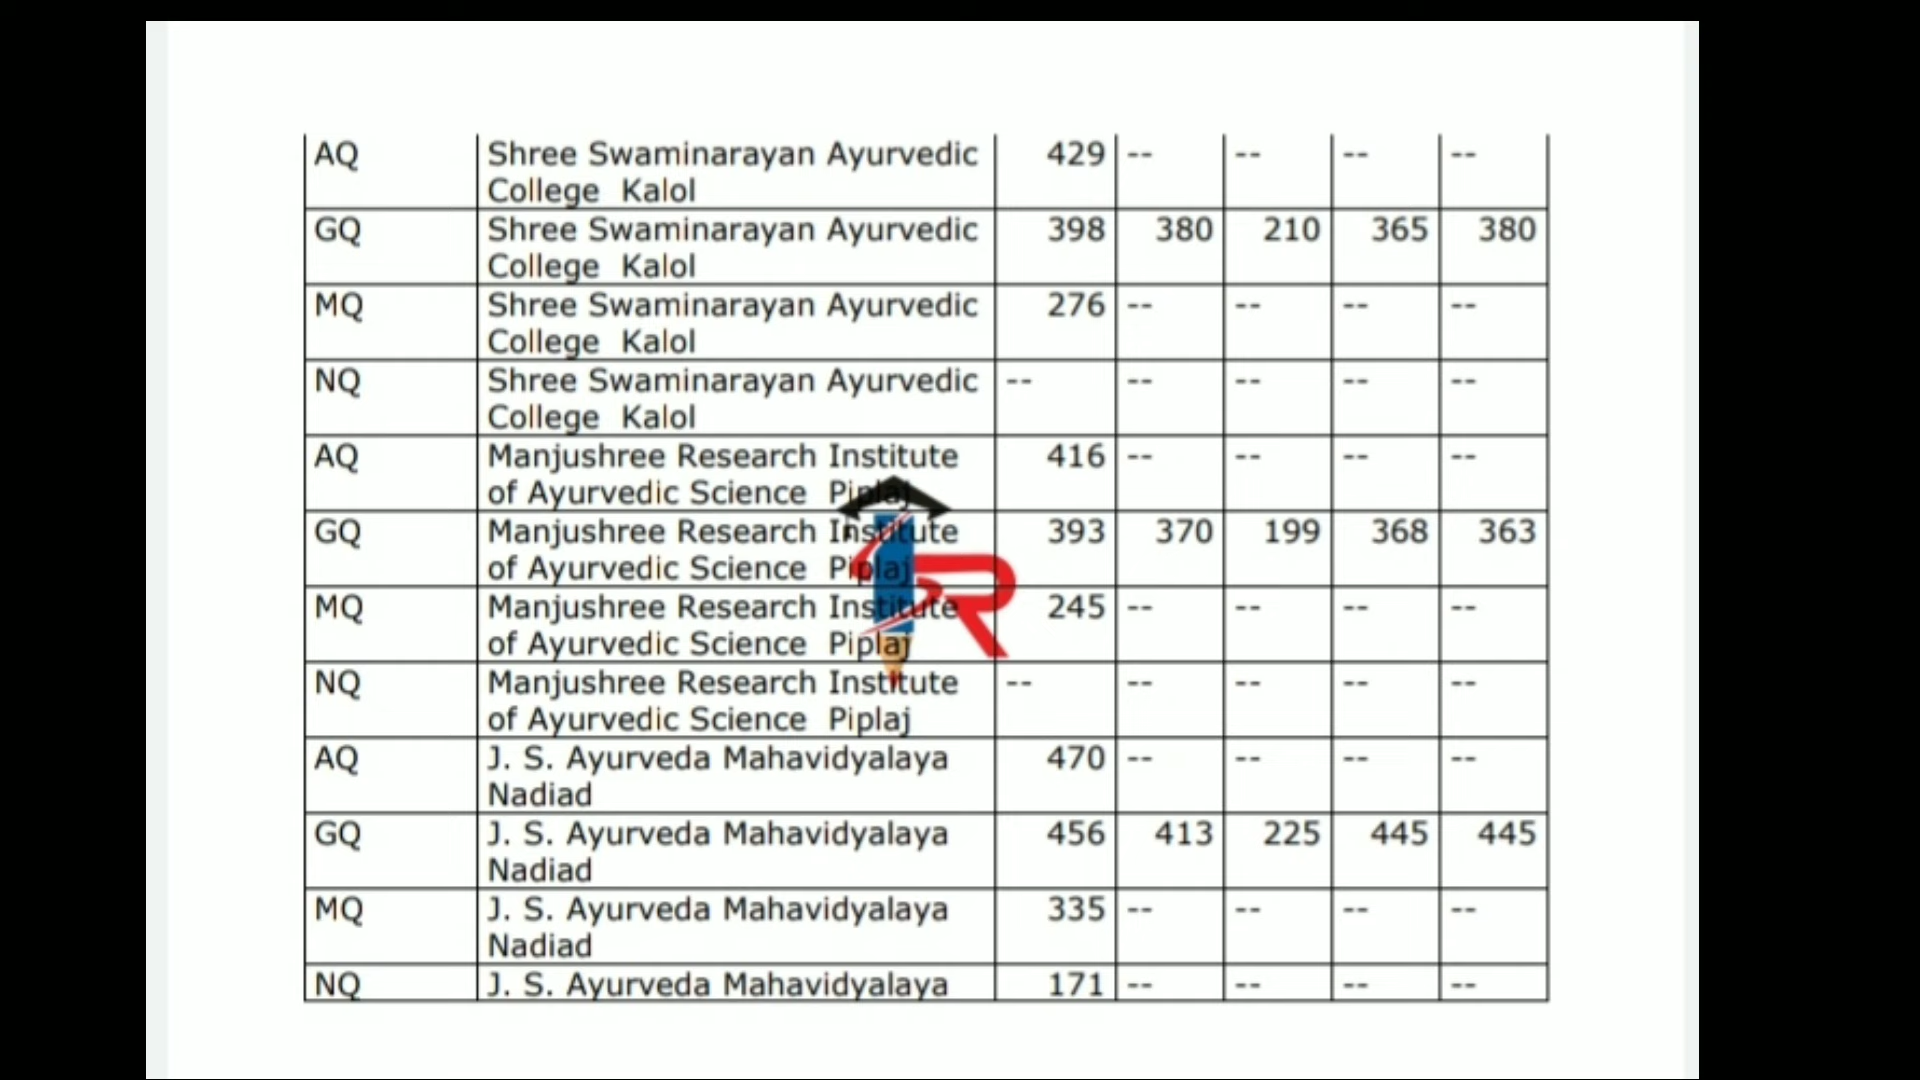 AQ Shree Swaminarayan Ayurvedic 429 -- -- -- --
College Kalol
GQ Shree Swaminarayan Ayurvedic 398 380 210 365 380
College Kalol
MQ Shree Swaminarayan Ayurvedic 276 -- -- -- --
College Kalol
NQ Shree Swaminarayan Ayurvedic -- -- -- -- --
College Kalol
AQ Manjushree Research Institute 416 -- -- -- --
of Ayurvedic Science Piplaj
GQ Manjushree Research Institute 393 370 199 368 363
of Ayurvedic Science Piplaj
MQ Manjushree Research Institute 245 -- -- -- --
of Ayurvedic Science Piplaj
NQ Manjushree Research Institute -- -- -- -- --
of Ayurvedic Science Piplaj
AQ J. S. Ayurveda Mahavidyalaya 470 -- -- -- --
Nadiad
GQ J. S. Ayurveda Mahavidyalaya 456 413 225 445 445
Nadiad
MQ J. S. Ayurveda Mahavidyalaya 335 -- -- -- --
Nadiad
NQ J. S. Ayurveda Mahavidyalaya 171 -- -- -- --
R